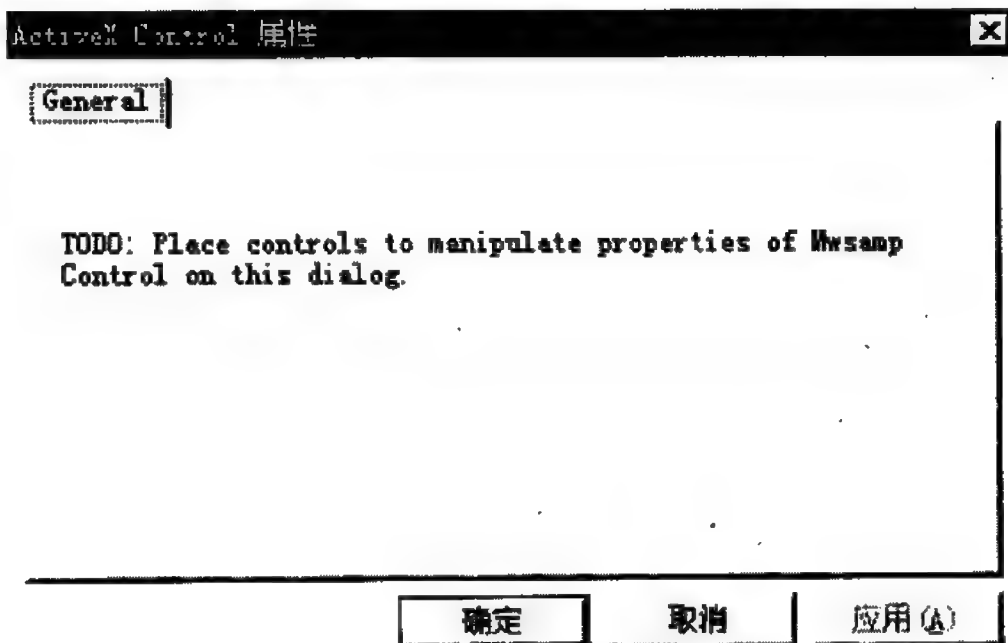 ActiveX Control 属性
General
TODO: Place controls to manipulate properties of Mwsamp
Control on this dialog.
确定
取消
应用(A)